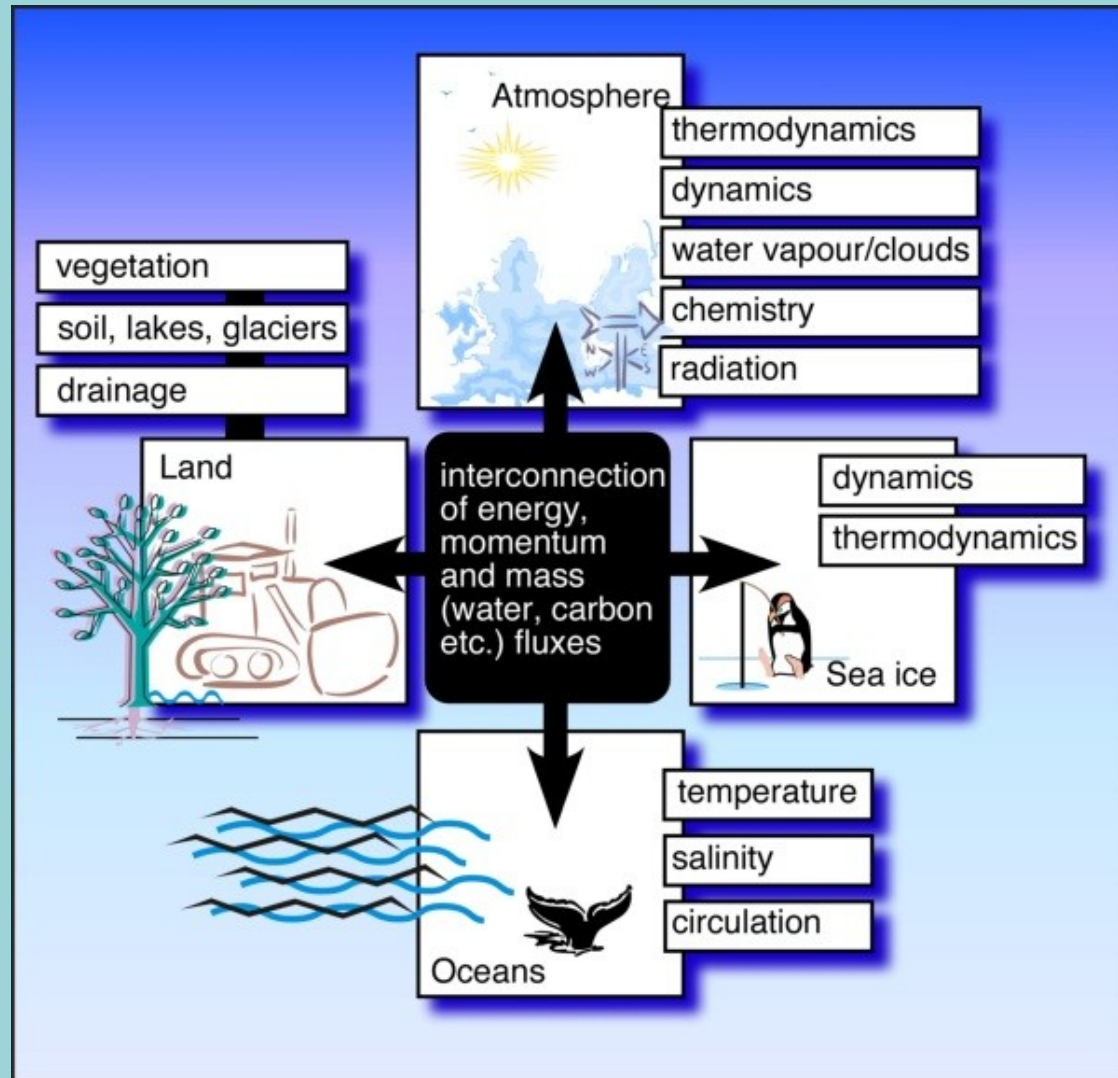 Atmosphere
thermodynamics
dynamics
water vapour/clouds
chemistry
radiation
N
E
W
S
vegetation
soil, lakes, glaciers
drainage
Land
interconnection
of energy,
momentum
and mass
(water, carbon
etc.) fluxes
dynamics
thermodynamics
Sea ice
temperature
salinity
circulation
Oceans